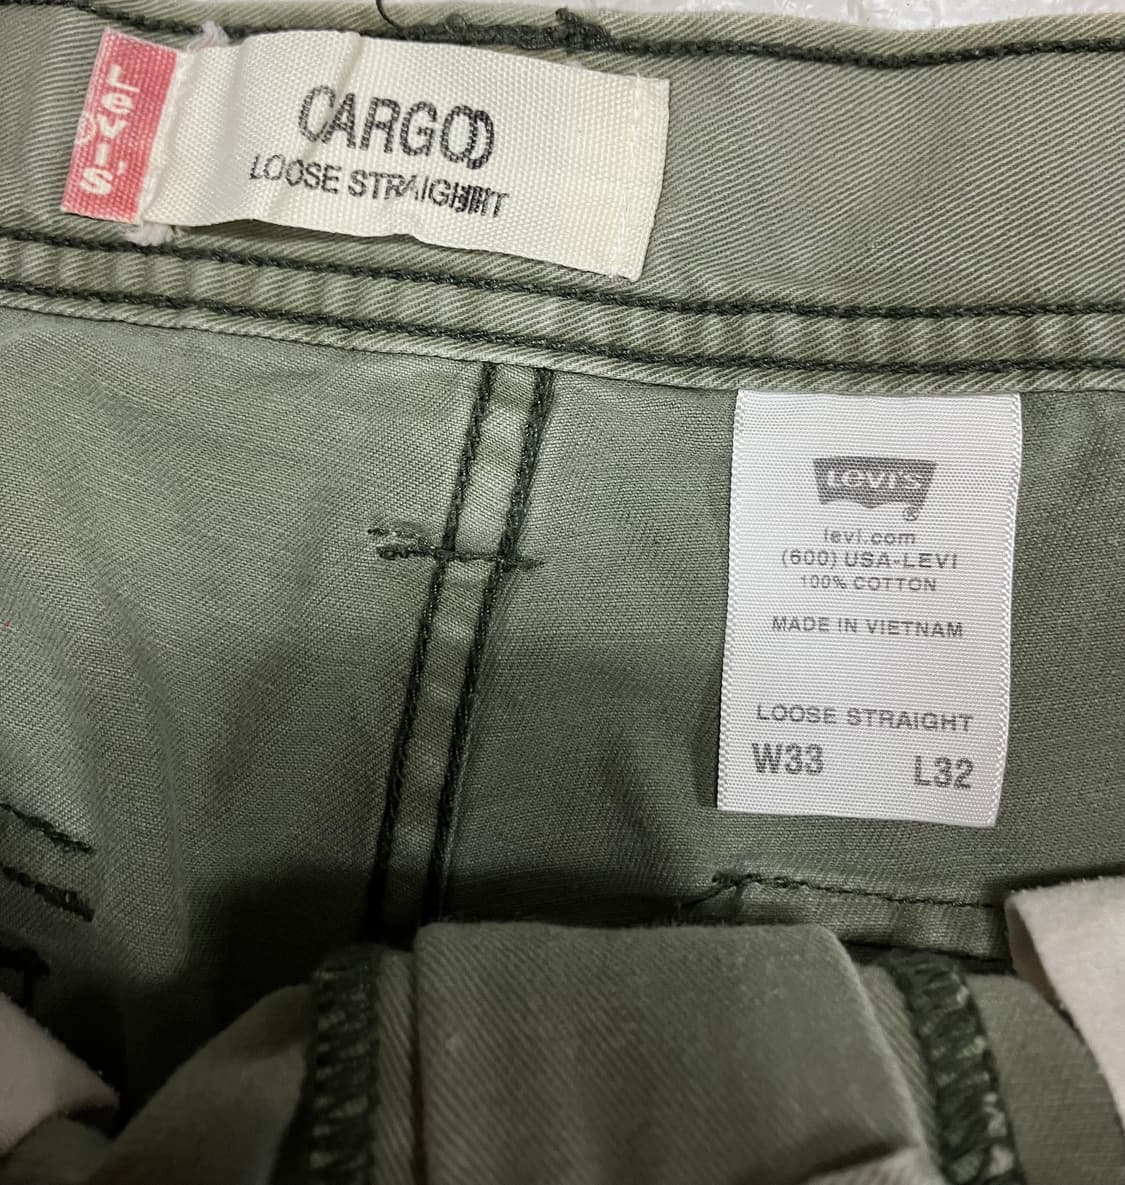 Levi's
®
CARGO
LOOSE STRAIGHT
LEVI'S
®
levi.com
(600) USA-LEVI
100% COTTON
MADE IN VIETNAM
LOOSE STRAIGHT
W33 L32